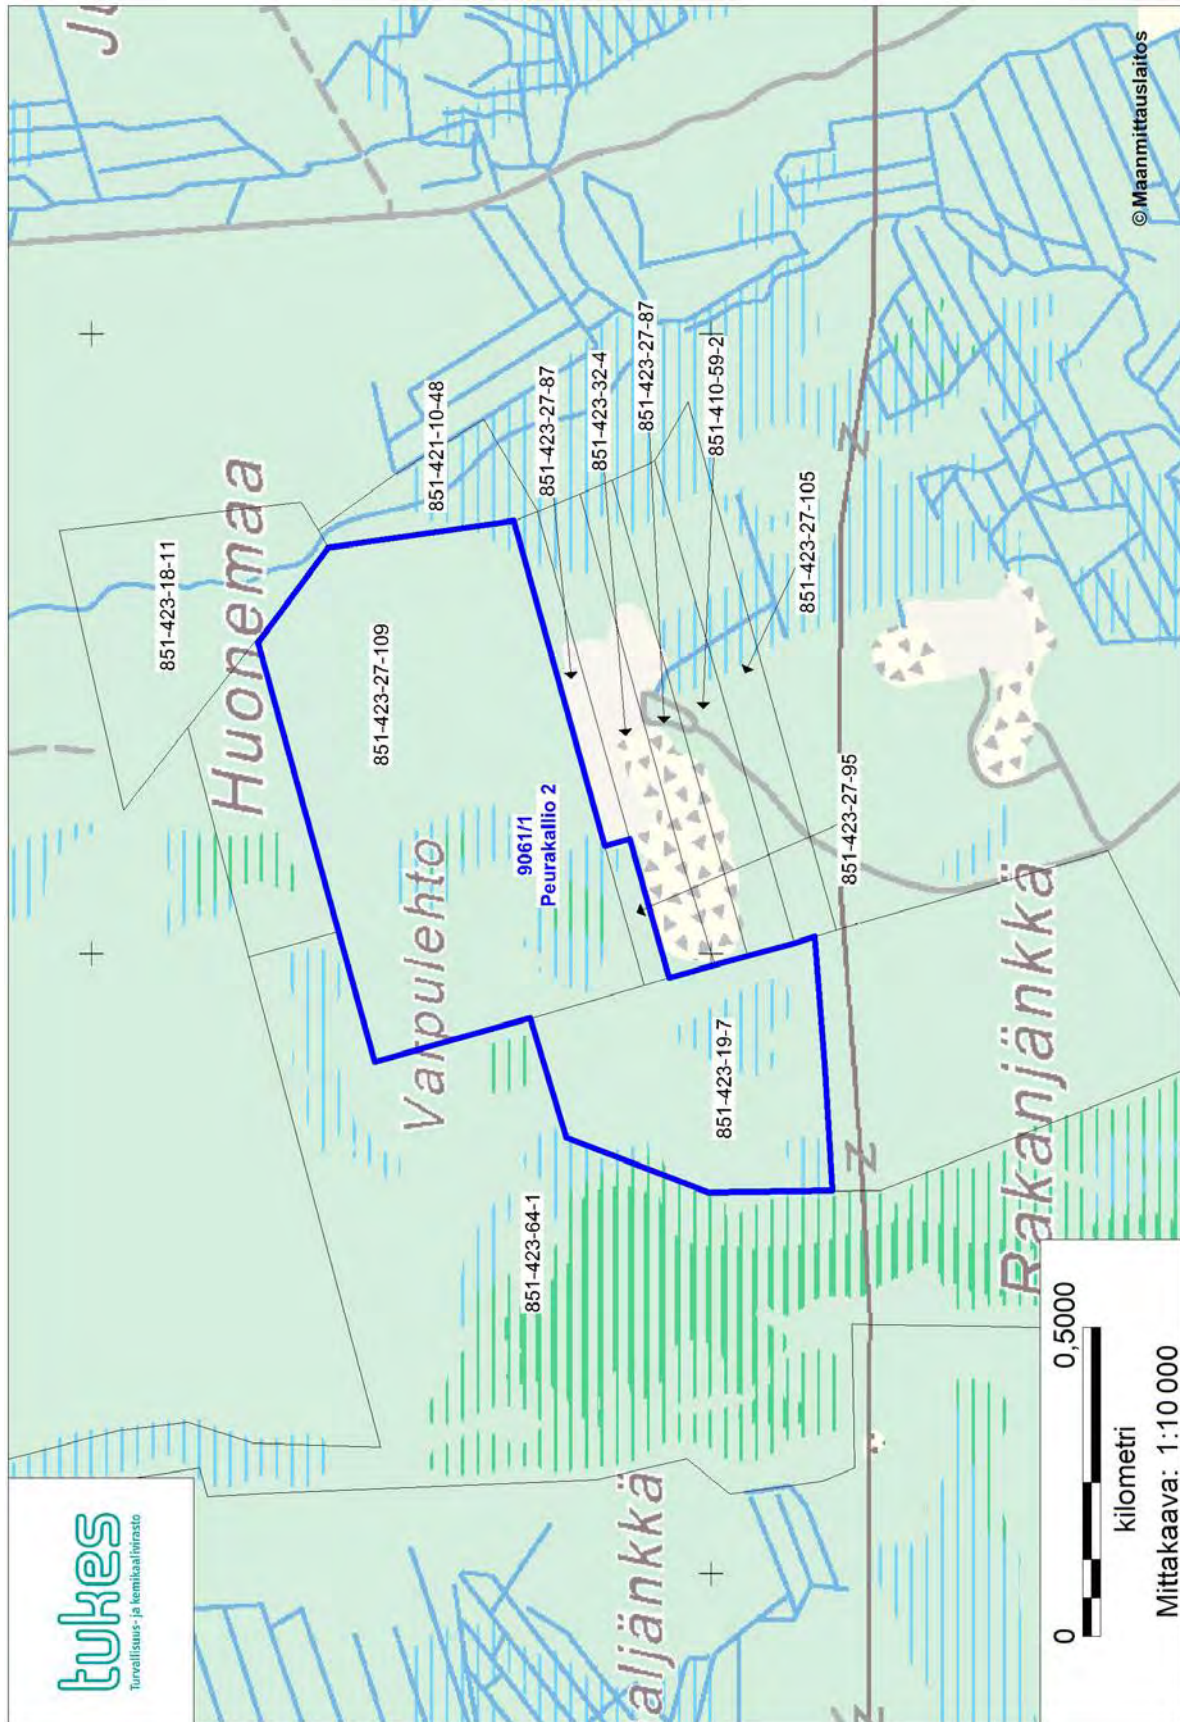 tukes
Turvallisuus- ja kemikaalivirasto
Huonemaa
851-423-18-11
851-421-10-48
851-423-27-109
Varpulehto
9061/1
Peurakallio 2
851-423-27-87
851-423-32-4
851-423-27-87
851-410-59-2
851-423-27-105
851-423-27-95
851-423-19-7
851-423-64-1
Rakanjänkkä
aljänkkä
Z
Z
Z
Z
© Maanmittauslaitos
0 0,5000
kilometri
Mittakaava: 1:10 000